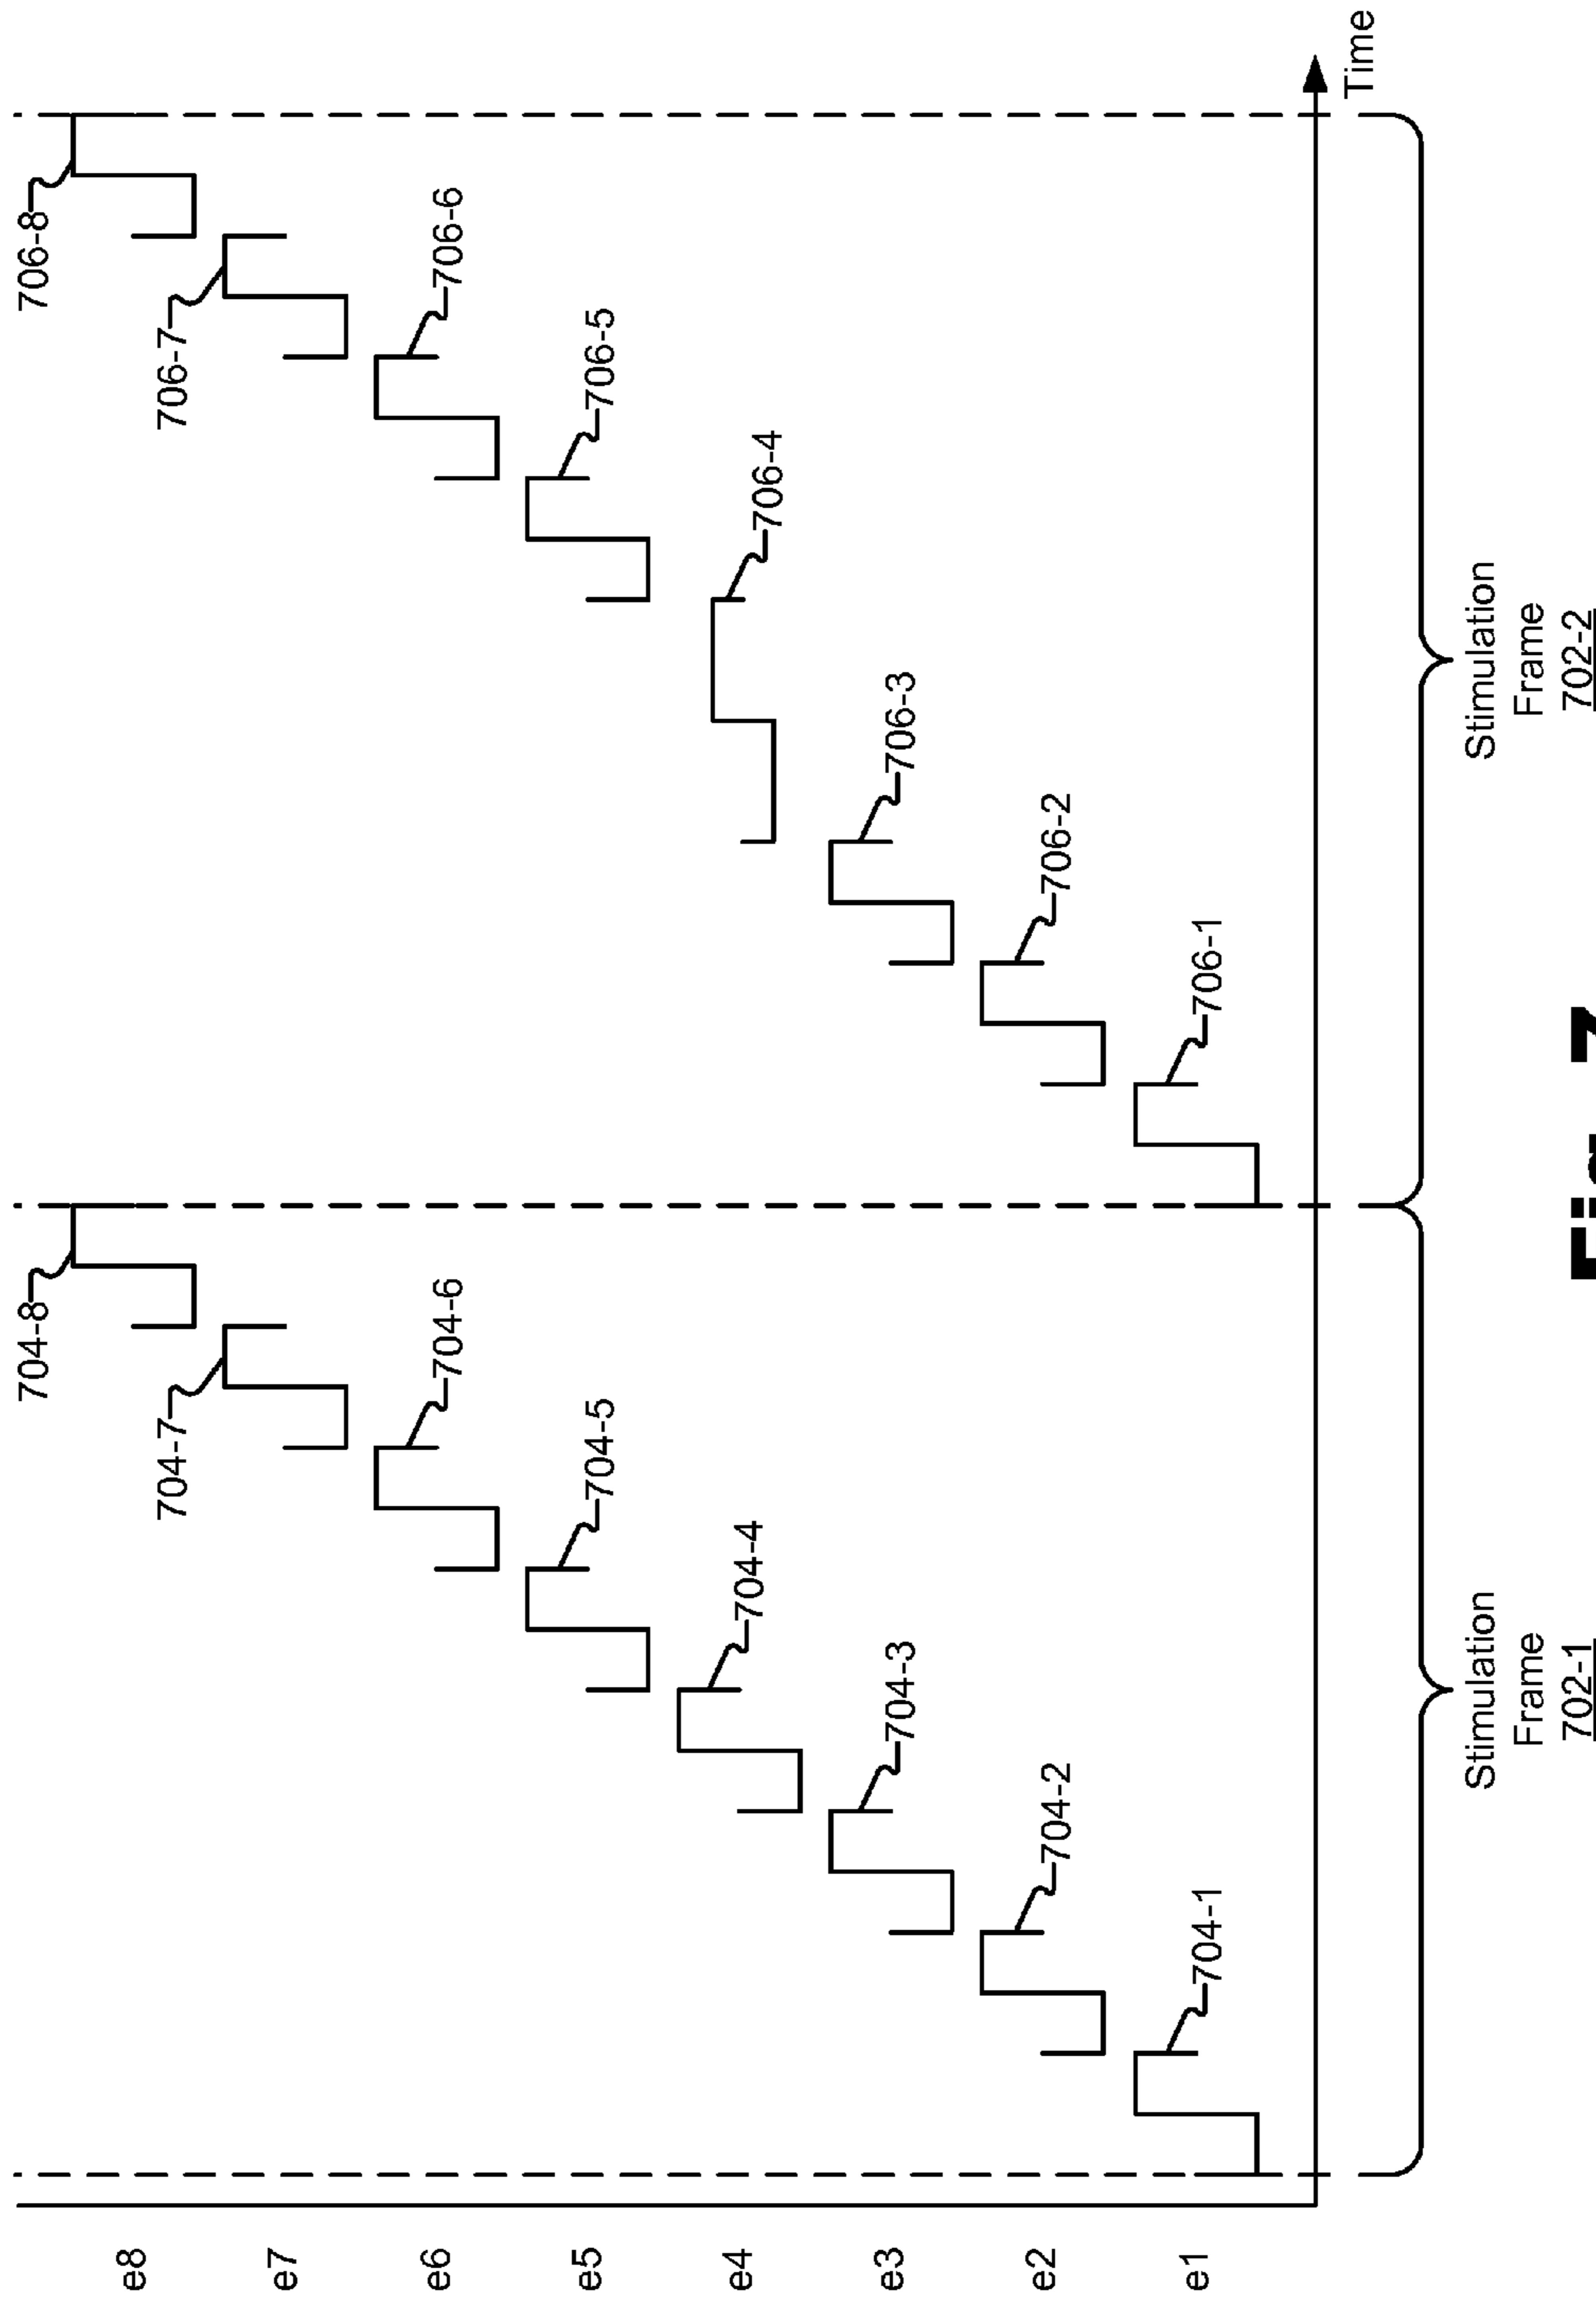 e8
e7
e6
e5
e4
e3
e2
e1
704-1
704-2
704-3
704-4
704-5
704-6
704-7
704-8
706-1
706-2
706-3
706-4
706-5
706-6
706-7
706-8
Time
Stimulation
Frame
702-1
Stimulation
Frame
702-2